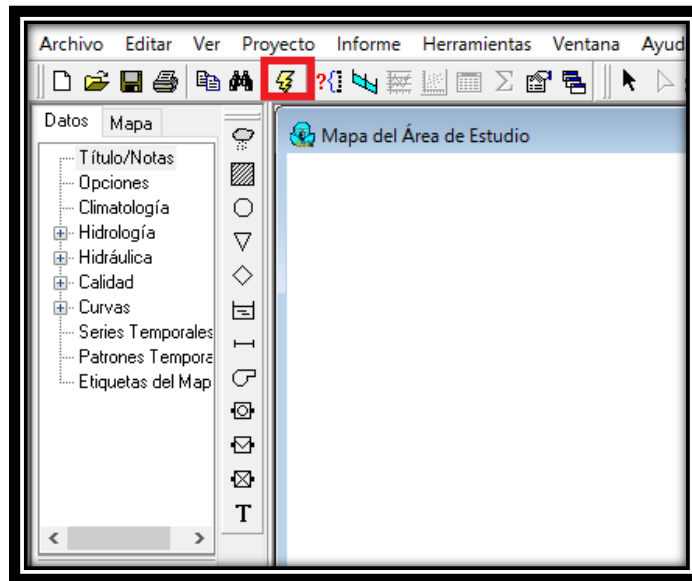 Archivo Editar Ver Proyecto Informe Herramientas Ventana Ayud
?{}
Σ
Datos Mapa
Título/Notas
Opciones
Climatología
Hidrología
Hidráulica
Calidad
Curvas
Series Temporales
Patrones Tempora
Etiquetas del Map
T
Mapa del Área de Estudio